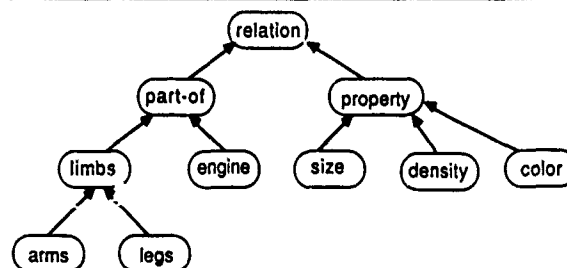 relation
part-of
property
limbs
engine
size
density
color
arms
legs